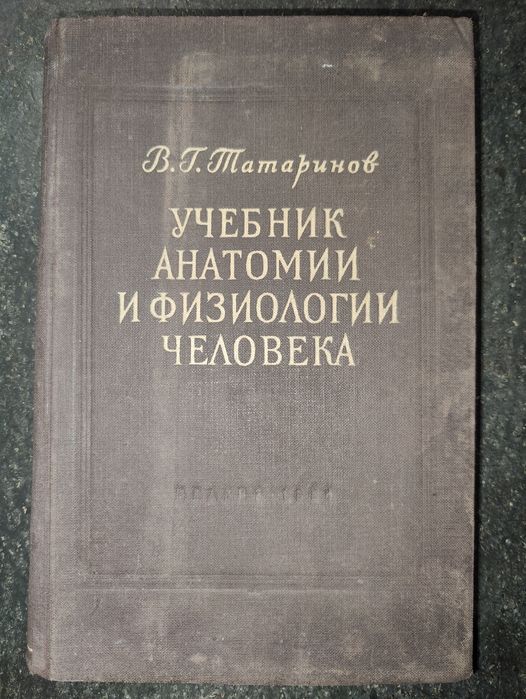 В. Г. Татаринов
УЧЕБНИК
АНАТОМИИ
И ФИЗИОЛОГИИ
ЧЕЛОВЕКА